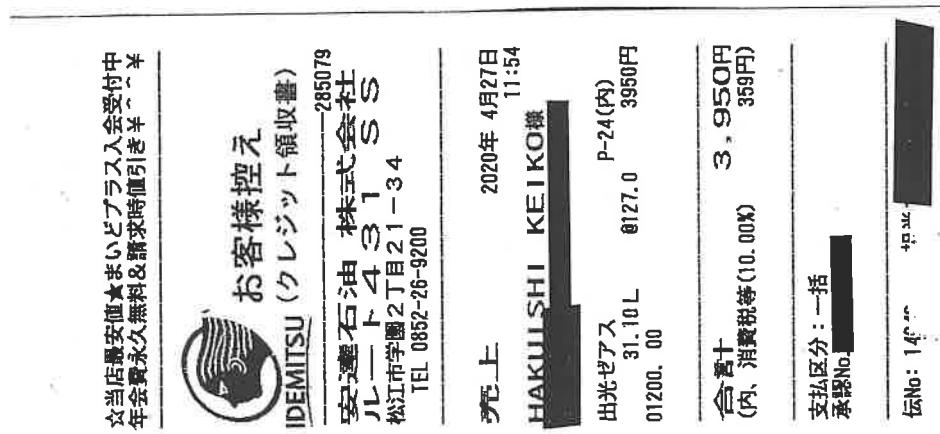 ☆当店最安値★まいどプラス入会受付中
年会費永久無料&請求時値引き¥^^¥
お客様控え
IDEMITSU (クレジット領収書)
285079
安達石油 株式会社
ルート431 SS
松江市学園2丁目21-34
TEL 0852-26-9200
売上 2020年 4月27日
11:54
HAKUISHI KEIKO様
出光ゼアス P-24(内)
31.10L @127.0 3950円
01200. 00
合計 3,950円
(内、消費税等(10.00%) 359円)
支払区分:一括
承認No.
伝No: 担当